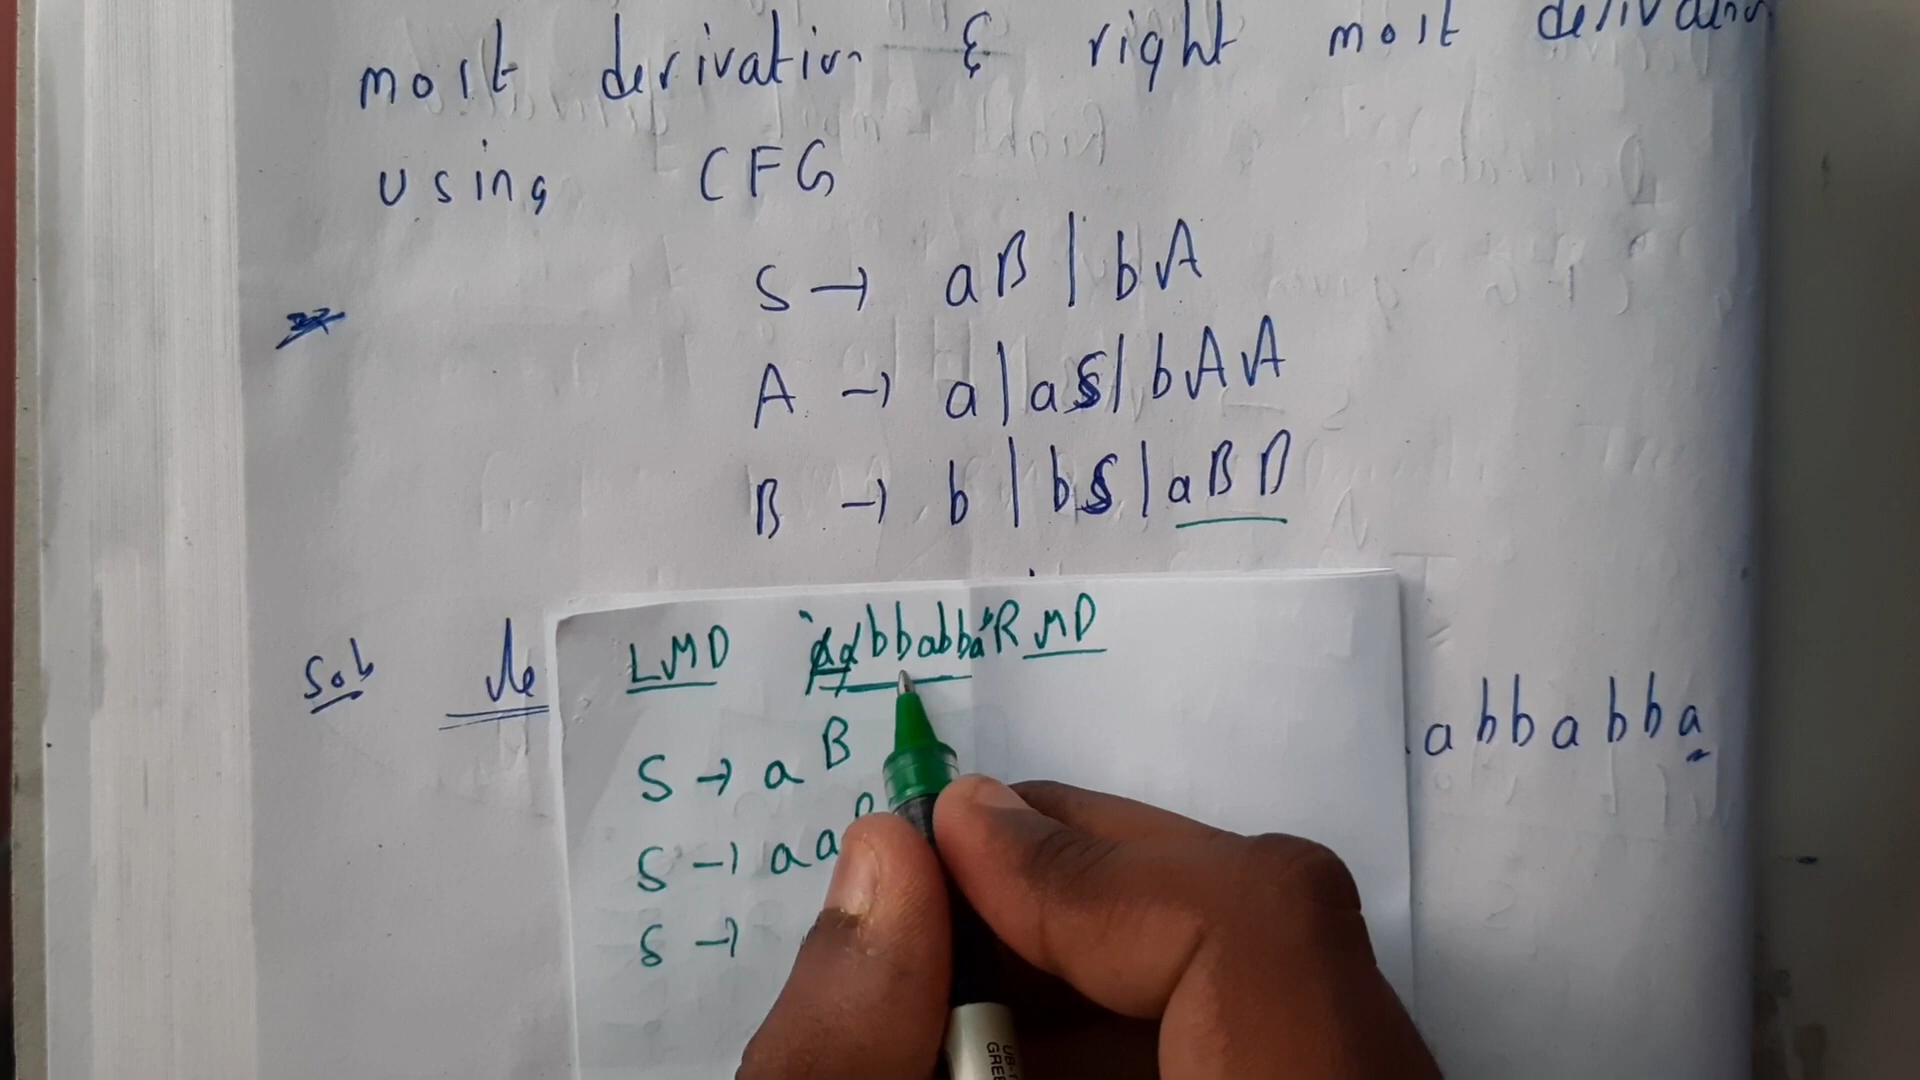 most derivation & right most derivation
using CFG
S → aB | bA
A → a | aS | bAA
B → b | bS | aBB
Sol
LMD aabbabba RMD
abbabba
S → aB
S → aa
S →